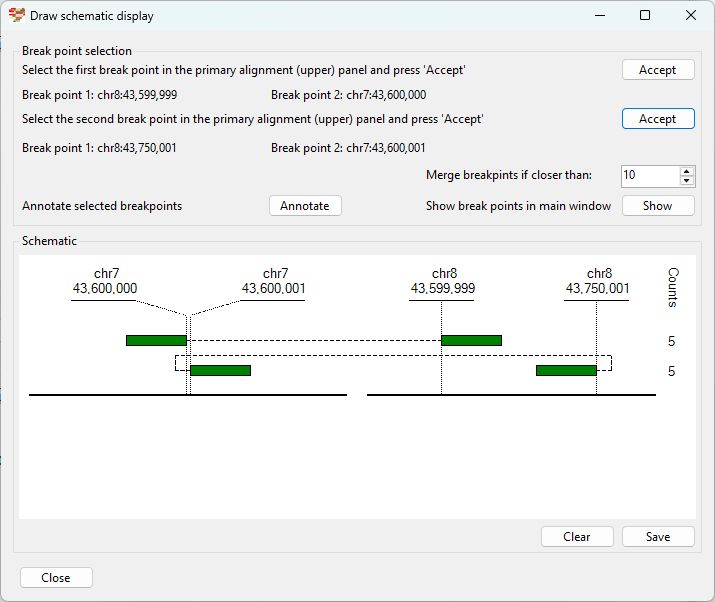 Draw schematic display
Break point selection
Select the first break point in the primary alignment (upper) panel and press 'Accept'
Accept
Break point 1: chr8:43,599,999
Break point 2: chr7:43,600,000
Select the second break point in the primary alignment (upper) panel and press 'Accept'
Accept
Break point 1: chr8:43,750,001
Break point 2: chr7:43,600,001
Merge breakpints if closer than:
10
Annotate selected breakpoints
Annotate
Show break points in main window
Show
Schematic
chr7
43,600,000
chr7
43,600,001
chr8
43,599,999
chr8
43,750,001
Counts
5
5
Clear
Save
Close